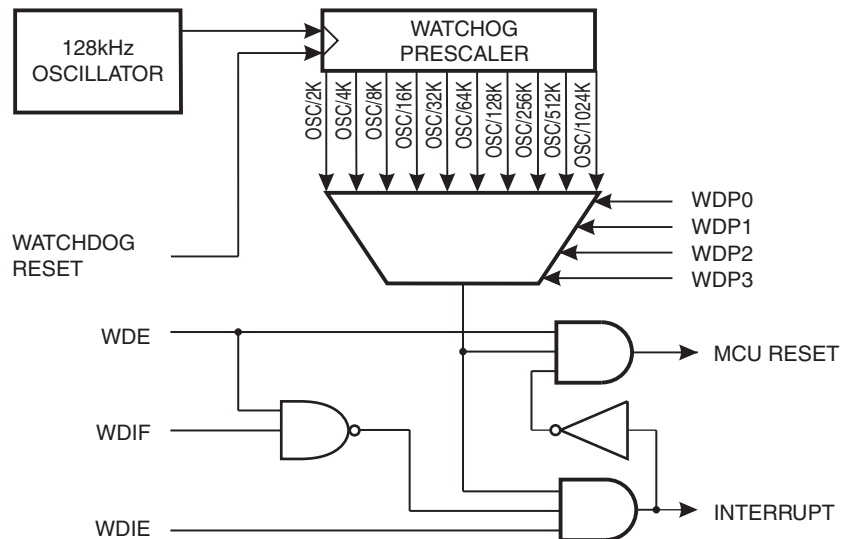 128kHz
OSCILLATOR
WATCHOG
PRESCALER
OSC/2K
OSC/4K
OSC/8K
OSC/16K
OSC/32K
OSC/64K
OSC/128K
OSC/256K
OSC/512K
OSC/1024K
WDP0
WDP1
WDP2
WDP3
WATCHDOG
RESET
WDE
MCU RESET
WDIF
WDIE
INTERRUPT